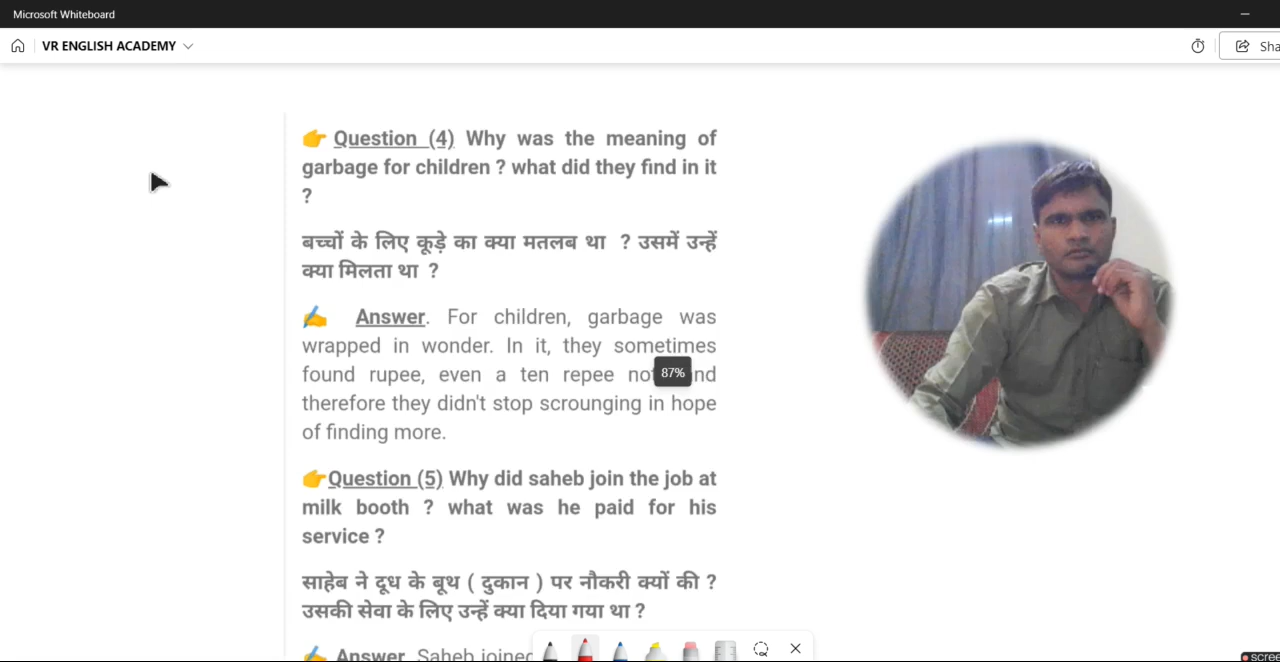 Microsoft Whiteboard
VR ENGLISH ACADEMY
Sha
👉 Question (4) Why was the meaning of
garbage for children ? what did they find in it
?
बच्चों के लिए कूड़े का क्या मतलब था ? उसमें उन्हें
क्या मिलता था ?
✍️ Answer. For children, garbage was
wrapped in wonder. In it, they sometimes
found rupee, even a ten repee
87%
therefore they didn't stop scrounging in hope
of finding more.
👉Question (5) Why did saheb join the job at
milk booth ? what was he paid for his
service ?
साहेब ने दूध के बूथ ( दुकान ) पर नौकरी क्यों की ?
उसकी सेवा के लिए उन्हें क्या दिया गया था ?
✍️ Answer. Saheb joined
scree